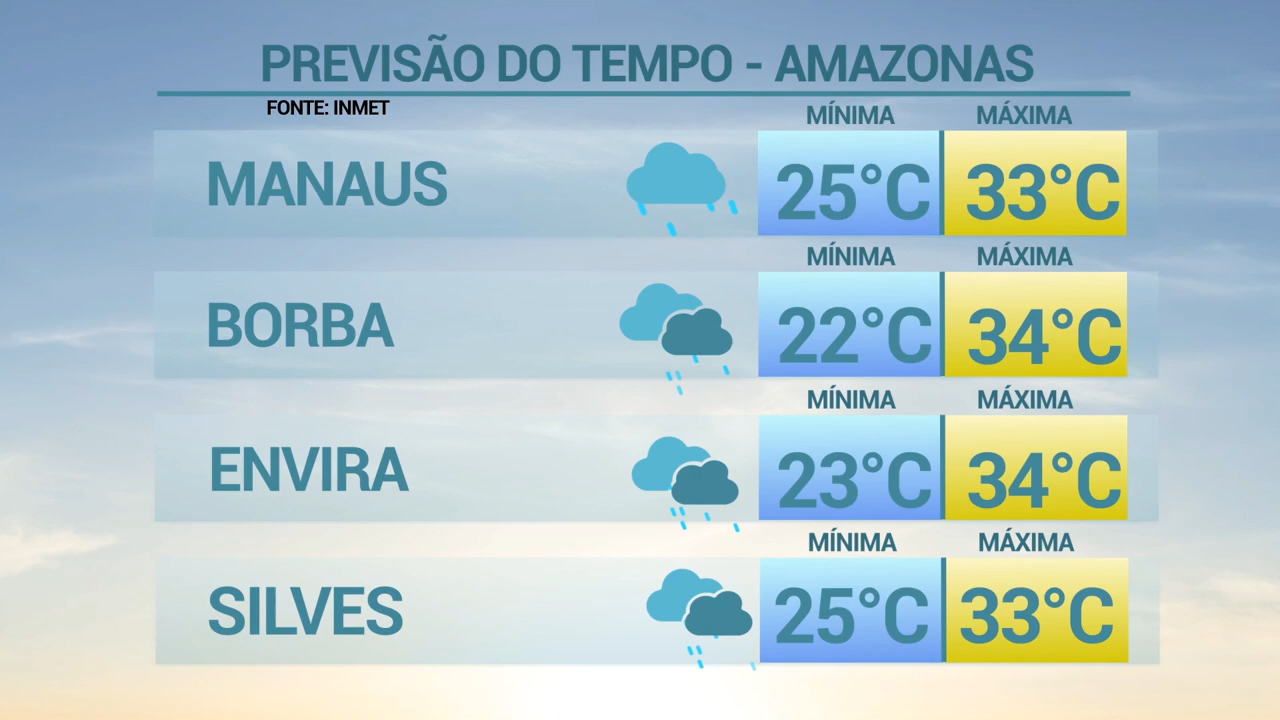 PREVISÃO DO TEMPO - AMAZONAS
FONTE: INMET
MÍNIMA MÁXIMA
MANAUS 25°C 33°C
MÍNIMA MÁXIMA
BORBA 22°C 34°C
MÍNIMA MÁXIMA
ENVIRA 23°C 34°C
MÍNIMA MÁXIMA
SILVES 25°C 33°C